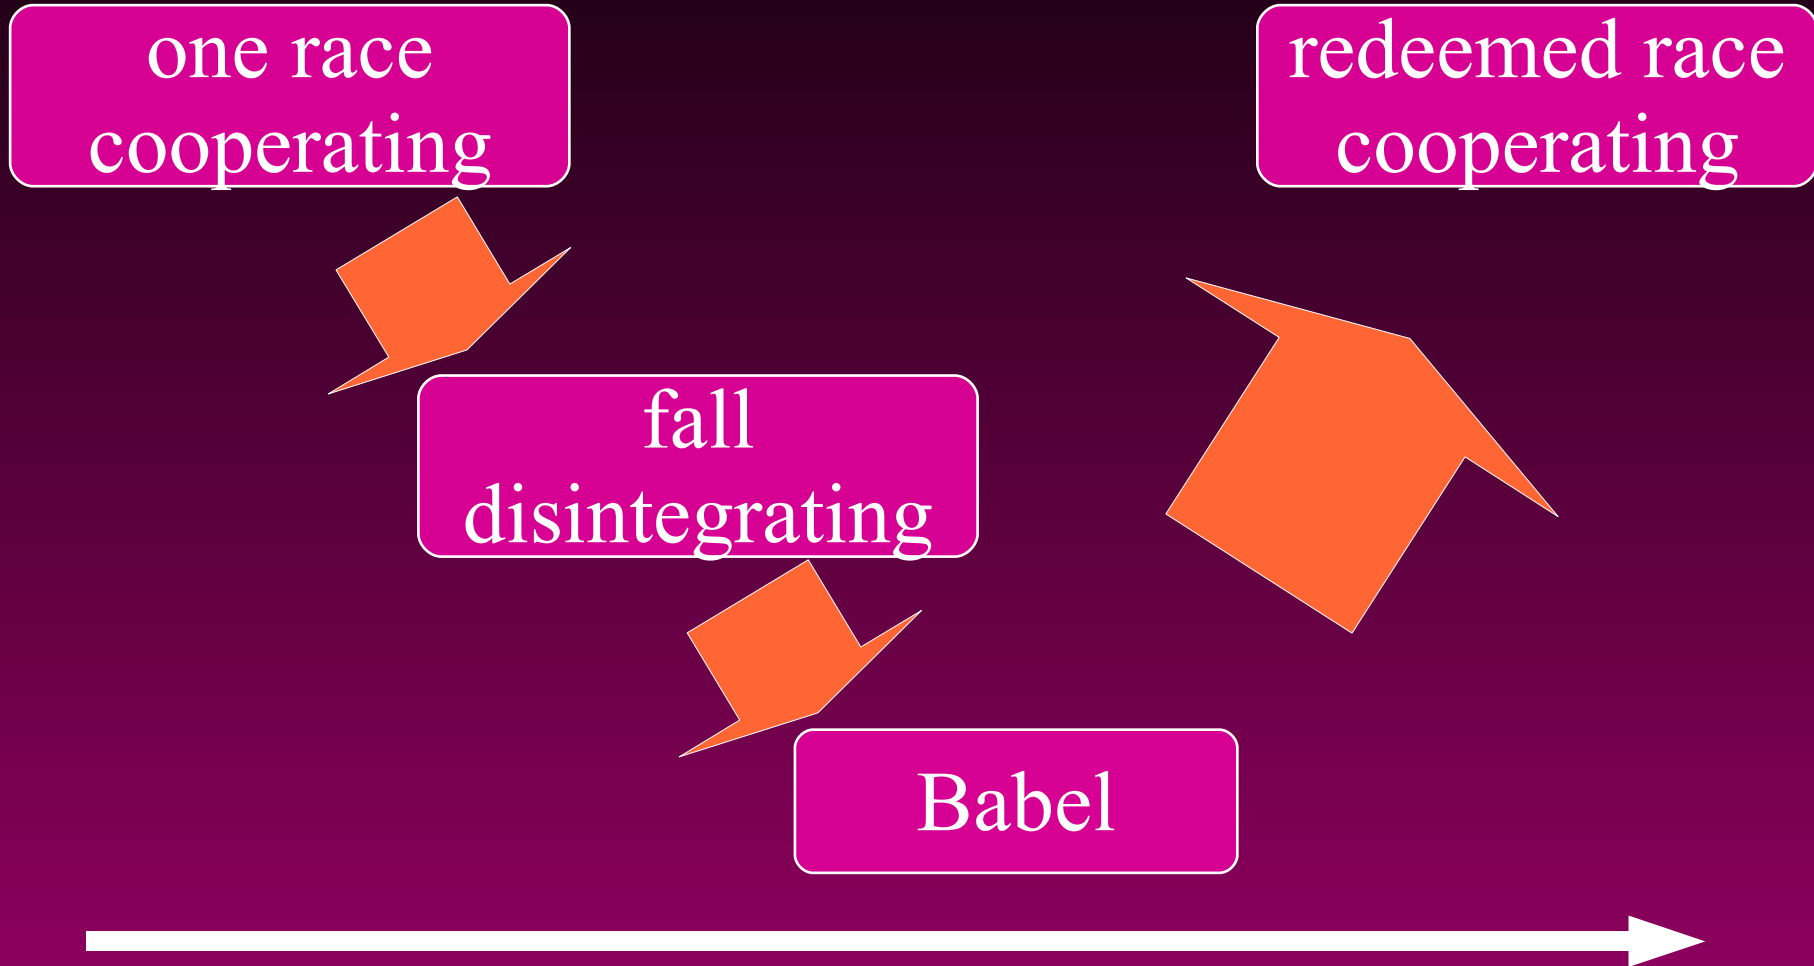 one race
cooperating
redeemed race
cooperating
fall
disintegrating
Babel